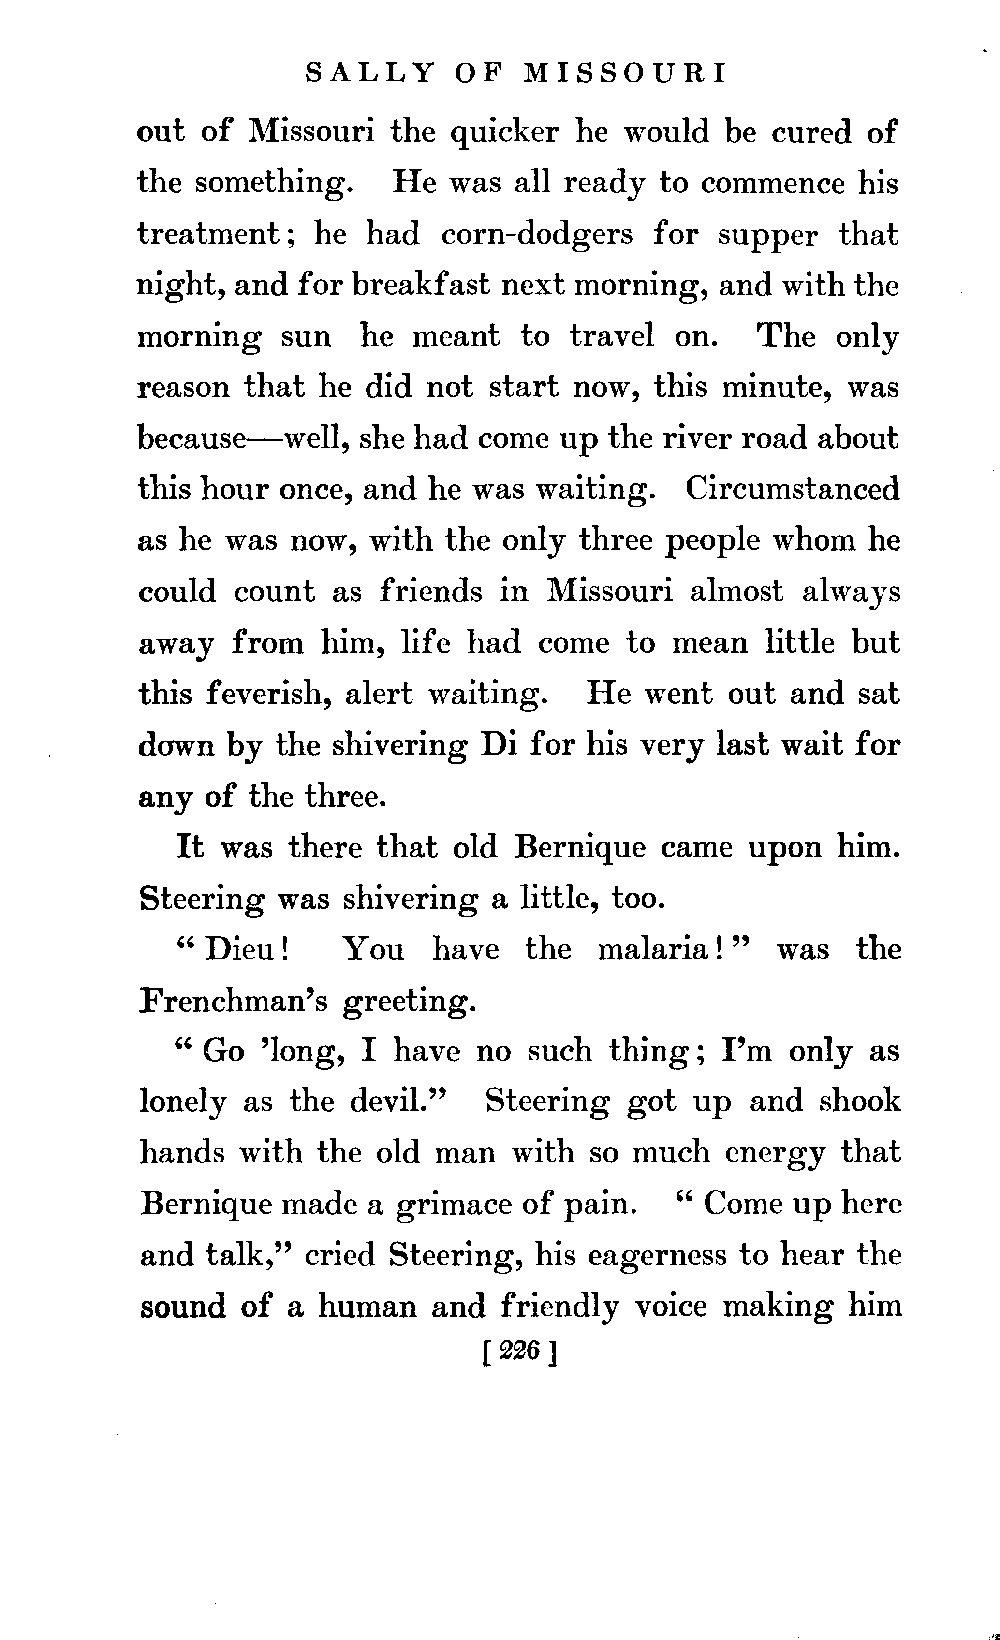 SALLY OF MISSOURI
out of Missouri the quicker he would be cured of
the something. He was all ready to commence his
treatment; he had corn-dodgers for supper that
night, and for breakfast next morning, and with the
morning sun he meant to travel on. The only
reason that he did not start now, this minute, was
because—well, she had come up the river road about
this hour once, and he was waiting. Circumstanced
as he was now, with the only three people whom he
could count as friends in Missouri almost always
away from him, life had come to mean little but
this feverish, alert waiting. He went out and sat
down by the shivering Di for his very last wait for
any of the three.
It was there that old Bernique came upon him.
Steering was shivering a little, too.
“ Dieu! You have the malaria! ” was the
Frenchman’s greeting.
“ Go ’long, I have no such thing; I’m only as
lonely as the devil.” Steering got up and shook
hands with the old man with so much energy that
Bernique made a grimace of pain. “ Come up here
and talk,” cried Steering, his eagerness to hear the
sound of a human and friendly voice making him
[ 226 ]